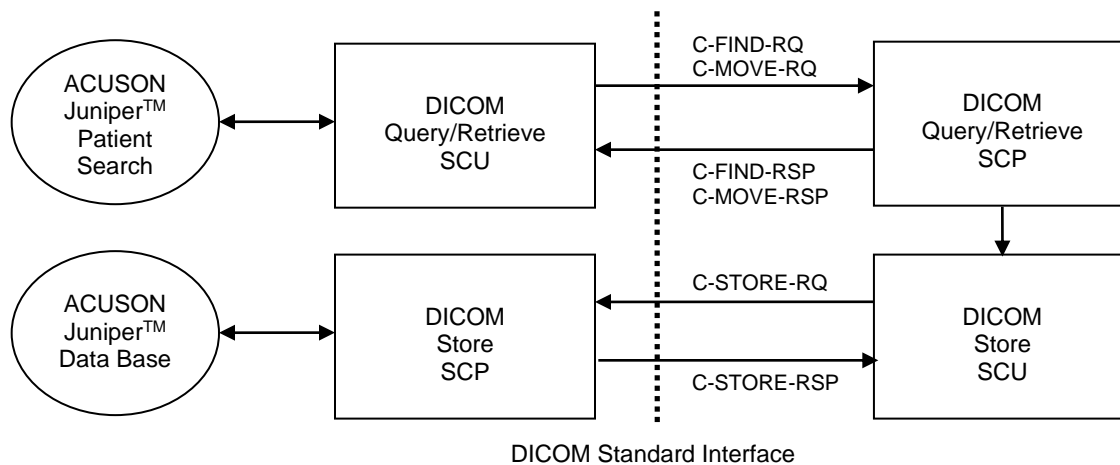 ACUSON
Juniper™
Patient
Search
DICOM
Query/Retrieve
SCU
C-FIND-RQ
C-MOVE-RQ
C-FIND-RSP
C-MOVE-RSP
DICOM
Query/Retrieve
SCP
ACUSON
Juniper™
Data Base
DICOM
Store
SCP
C-STORE-RQ
C-STORE-RSP
DICOM
Store
SCU
DICOM Standard Interface